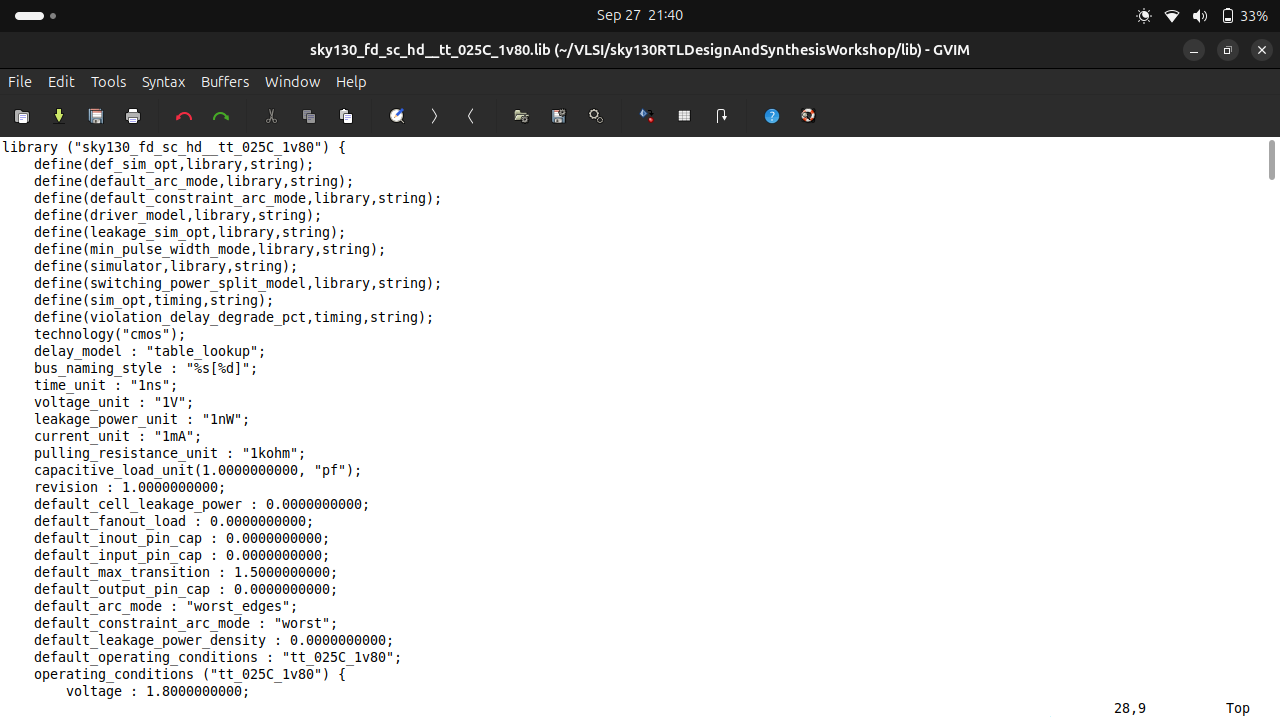 Sep 27 21:40
33%
sky130_fd_sc_hd__tt_025C_1v80.lib (~/VLSI/sky130RTLDesignAndSynthesisWorkshop/lib) - GVIM
File Edit Tools Syntax Buffers Window Help
library ("sky130_fd_sc_hd__tt_025C_1v80") {
    define(def_sim_opt,library,string);
    define(default_arc_mode,library,string);
    define(default_constraint_arc_mode,library,string);
    define(driver_model,library,string);
    define(leakage_sim_opt,library,string);
    define(min_pulse_width_mode,library,string);
    define(simulator,library,string);
    define(switching_power_split_model,library,string);
    define(sim_opt,timing,string);
    define(violation_delay_degrade_pct,timing,string);
    technology("cmos");
    delay_model : "table_lookup";
    bus_naming_style : "%s[%d]";
    time_unit : "1ns";
    voltage_unit : "1V";
    leakage_power_unit : "1nW";
    current_unit : "1mA";
    pulling_resistance_unit : "1kohm";
    capacitive_load_unit(1.0000000000, "pf");
    revision : 1.0000000000;
    default_cell_leakage_power : 0.0000000000;
    default_fanout_load : 0.0000000000;
    default_inout_pin_cap : 0.0000000000;
    default_input_pin_cap : 0.0000000000;
    default_max_transition : 1.5000000000;
    default_output_pin_cap : 0.0000000000;
    default_arc_mode : "worst_edges";
    default_constraint_arc_mode : "worst";
    default_leakage_power_density : 0.0000000000;
    default_operating_conditions : "tt_025C_1v80";
    operating_conditions ("tt_025C_1v80") {
        voltage : 1.8000000000;
28,9 Top